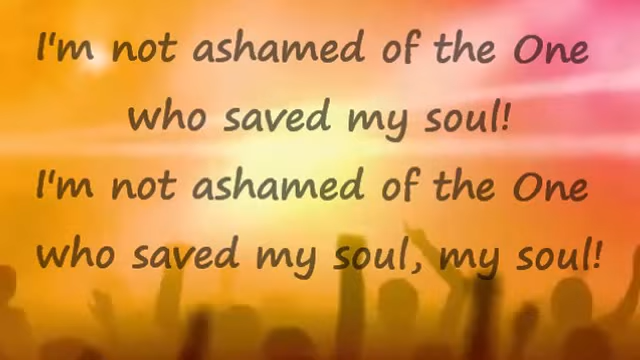 I'm not ashamed of the One
who saved my soul!
I'm not ashamed of the One
who saved my soul, my soul!